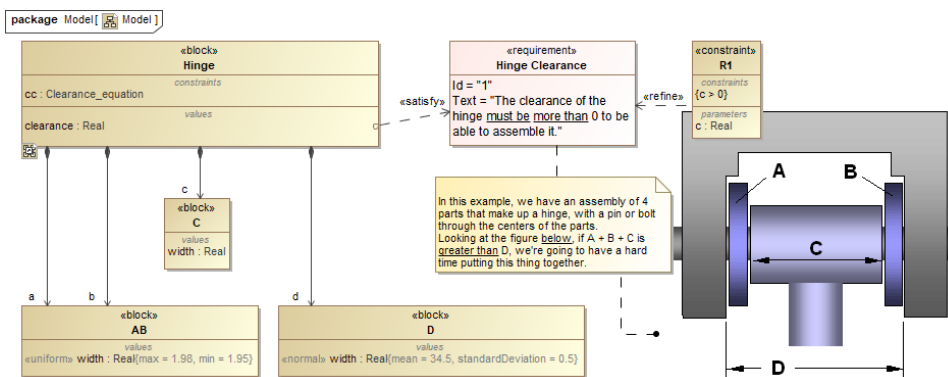 package Model[ Model ]
«block»
Hinge
constraints
cc : Clearance_equation
values
clearance : Real
c
«satisfy»
«requirement»
Hinge Clearance
Id = "1"
Text = "The clearance of the
hinge must be more than 0 to be
able to assemble it."
«refine»
«constraint»
R1
constraints
{c > 0}
parameters
c : Real
c
«block»
C
values
width : Real
In this example, we have an assembly of 4
parts that make up a hinge, with a pin or bolt
through the centers of the parts.
Looking at the figure below, if A + B + C is
greater than D, we're going to have a hard
time putting this thing together.
A
B
C
D
a
b
d
«block»
AB
values
«uniform» width : Real{max = 1.98, min = 1.95}
«block»
D
values
«normal» width : Real{mean = 34.5, standardDeviation = 0.5}